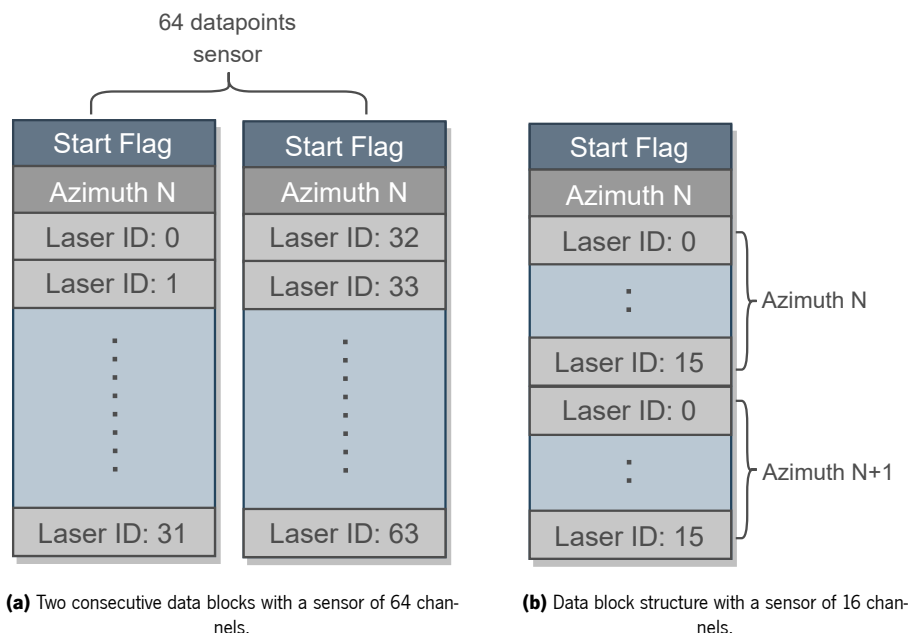 64 datapoints
sensor
Start Flag
Azimuth N
Laser ID: 0
Laser ID: 1
Laser ID: 31
Start Flag
Azimuth N
Laser ID: 32
Laser ID: 33
Laser ID: 63
(a) Two consecutive data blocks with a sensor of 64 chan-
nels.
Start Flag
Azimuth N
Laser ID: 0
Laser ID: 15
Laser ID: 0
Laser ID: 15
Azimuth N
Azimuth N+1
(b) Data block structure with a sensor of 16 chan-
nels.